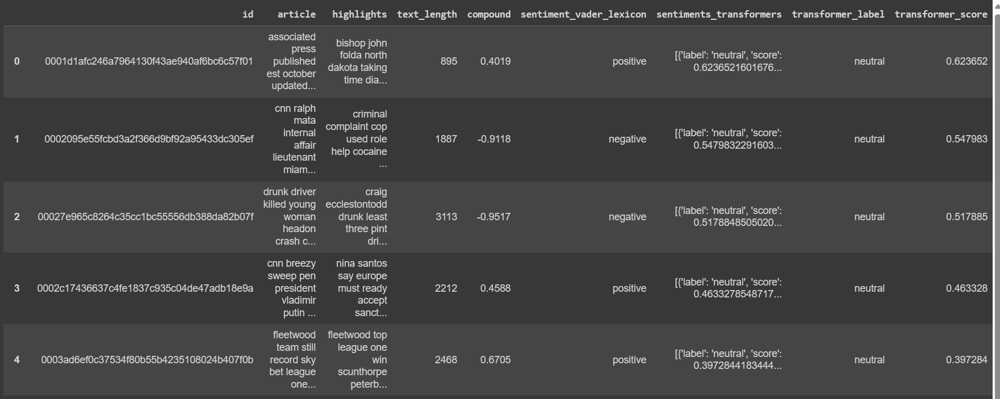 id article highlights text_length compound sentiment_vader_lexicon sentiments_transformers transformer_label transformer_score
0 0001d1afc246a7964130f43ae940af6bc6c57f01 associated press published est october updated... bishop john folda north dakota taking time dia... 895 0.4019 positive [{'label': 'neutral', 'score': 0.6236521601676... neutral 0.623652
1 0002095e55fcbd3a2f366d9bf92a95433dc305ef cnn ralph mata internal affair lieutenant miam... criminal complaint cop used role help cocaine ... 1887 -0.9118 negative [{'label': 'neutral', 'score': 0.5479832291603... neutral 0.547983
2 00027e965c8264c35cc1bc55556db388da82b07f drunk driver killed young woman headon crash c... craig ecclestontodd drunk least three pint dri... 3113 -0.9517 negative [{'label': 'neutral', 'score': 0.5178848505020... neutral 0.517885
3 0002c17436637c4fe1837c935c04de47adb18e9a cnn breezy sweep pen president vladimir putin ... nina santos say europe must ready accept sanct... 2212 0.4588 positive [{'label': 'neutral', 'score': 0.4633278548717... neutral 0.463328
4 0003ad6ef0c37534f80b55b4235108024b407f0b fleetwood team still record sky bet league one... fleetwood top league one win scunthorpe peterb... 2468 0.6705 positive [{'label': 'neutral', 'score': 0.3972844183444... neutral 0.397284